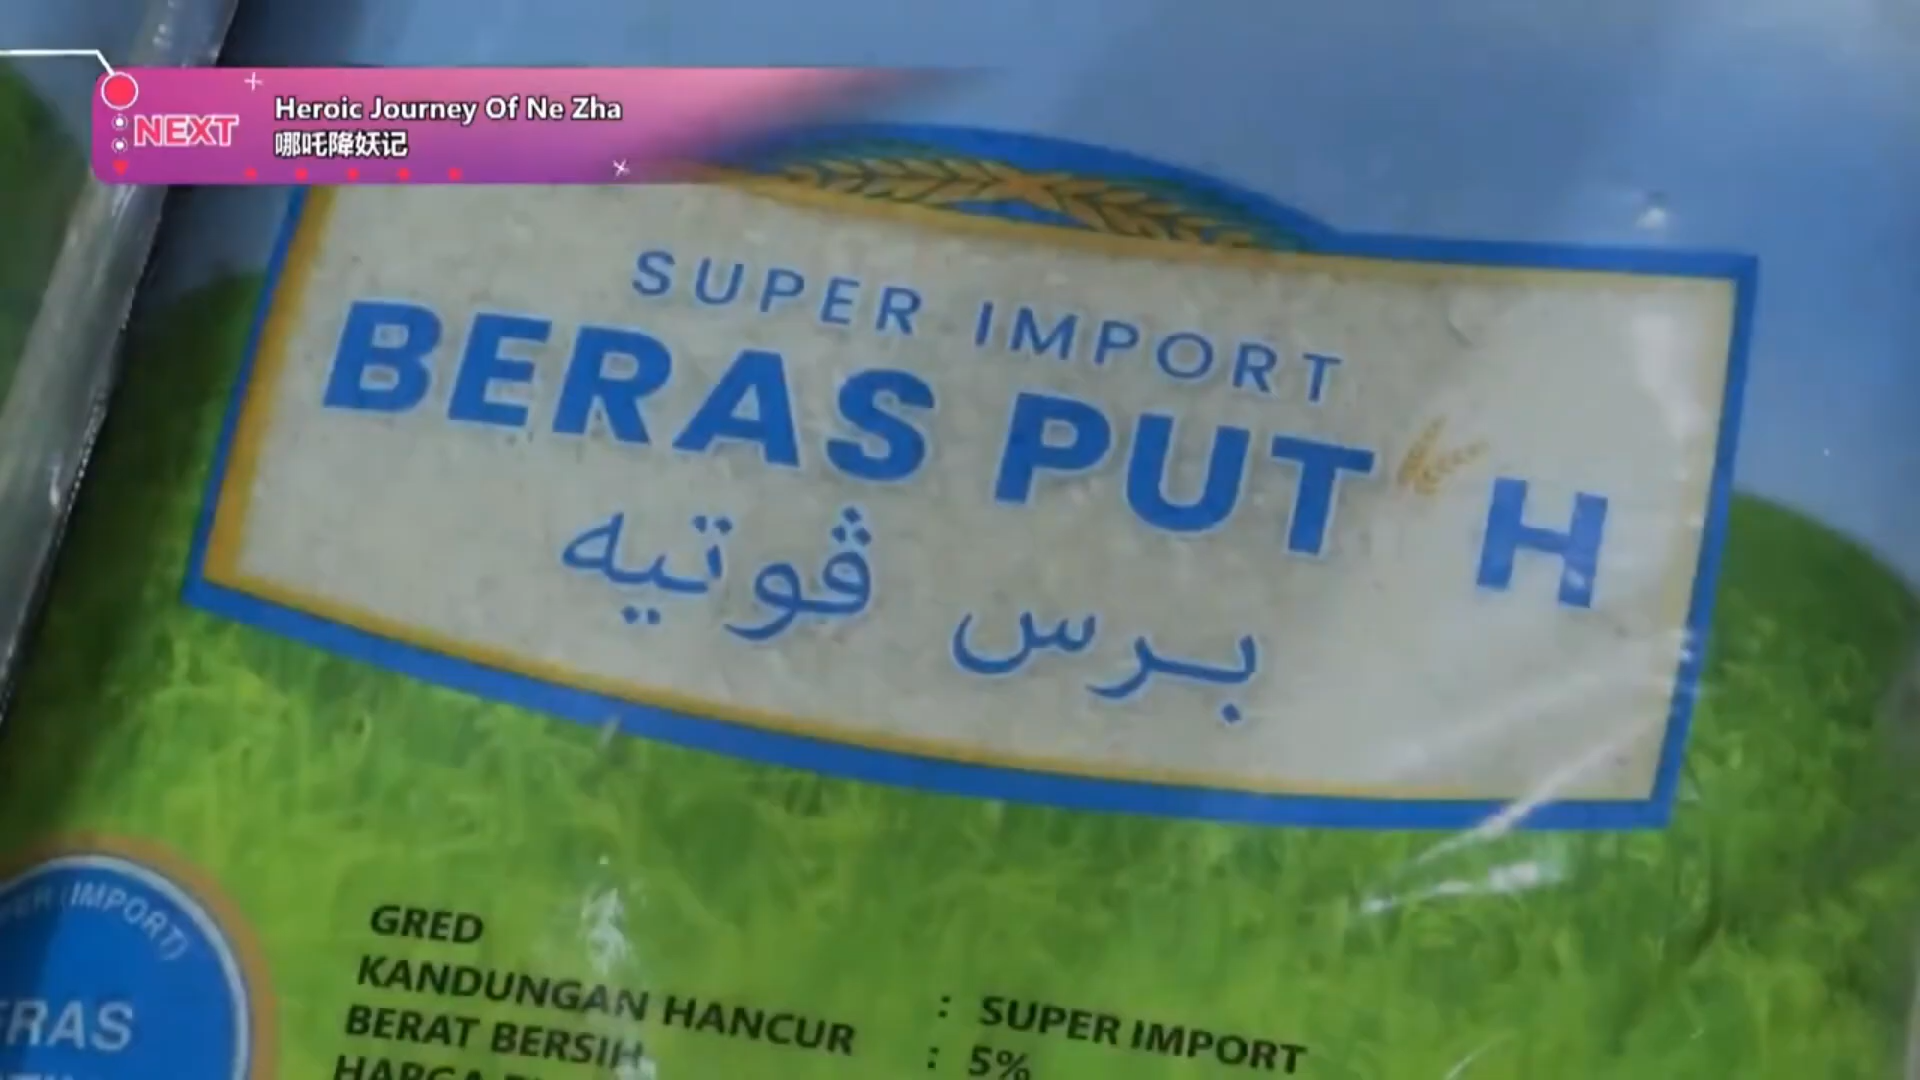 NEXT
Heroic Journey Of Ne Zha
哪吒降妖记
SUPER IMPORT
BERAS PUT H
برس ڤوتيه
(IMPORT)
GRED : SUPER IMPORT
KANDUNGAN HANCUR : 5%
BERAT BERSIH